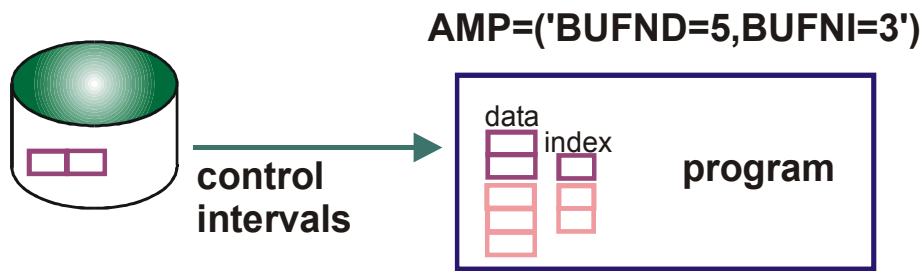 AMP=('BUFND=5,BUFNI=3')
data
index
program
control
intervals